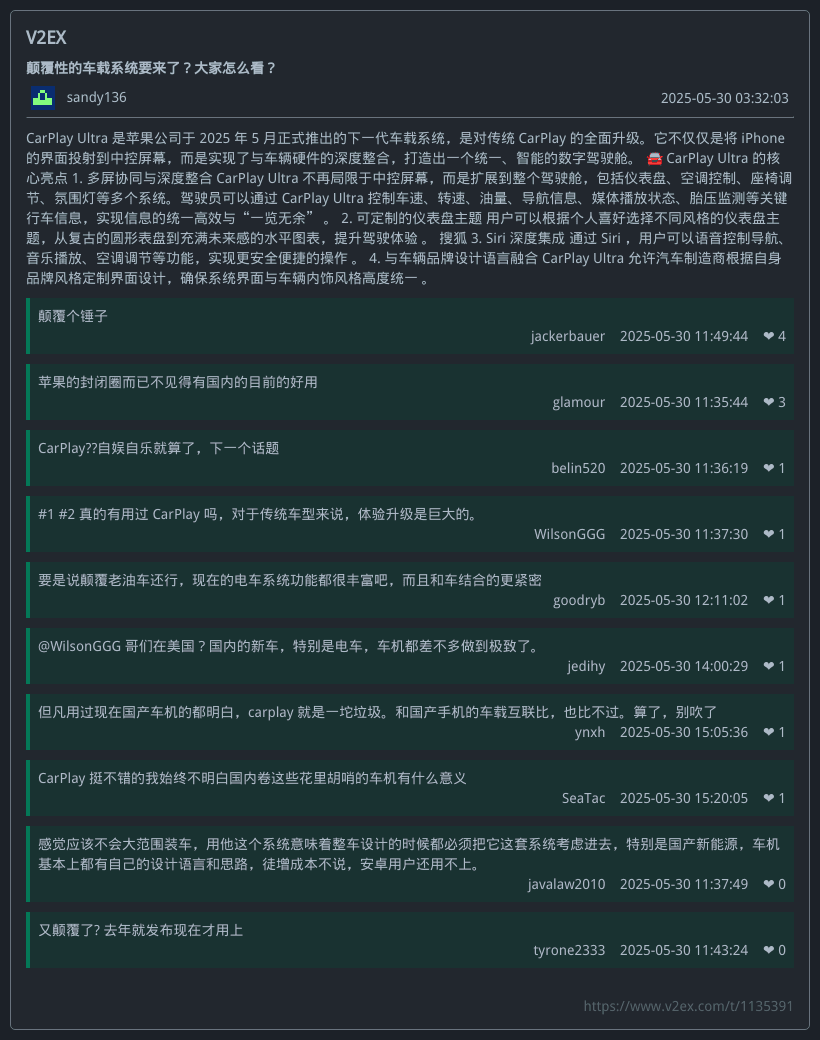 V2EX
颠覆性的车载系统要来了？大家怎么看？
sandy136 2025-05-30 03:32:03
CarPlay Ultra 是苹果公司于 2025 年 5 月正式推出的下一代车载系统，是对传统 CarPlay 的全面升级。它不仅仅是将 iPhone
的界面投射到中控屏幕，而是实现了与车辆硬件的深度整合，打造出一个统一、智能的数字驾驶舱。 🚘 CarPlay Ultra 的核
心亮点 1. 多屏协同与深度整合 CarPlay Ultra 不再局限于中控屏幕，而是扩展到整个驾驶舱，包括仪表盘、空调控制、座椅调
节、氛围灯等多个系统。驾驶员可以通过 CarPlay Ultra 控制车速、转速、油量、导航信息、媒体播放状态、胎压监测等关键
行车信息，实现信息的统一高效与“一览无余” 。 2. 可定制的仪表盘主题 用户可以根据个人喜好选择不同风格的仪表盘主
题，从复古的圆形表盘到充满未来感的水平图表，提升驾驶体验 。 搜狐 3. Siri 深度集成 通过 Siri ，用户可以语音控制导航、
音乐播放、空调调节等功能，实现更安全便捷的操作 。 4. 与车辆品牌设计语言融合 CarPlay Ultra 允许汽车制造商根据自身
品牌风格定制界面设计，确保系统界面与车辆内饰风格高度统一 。
颠覆个锤子
jackerbauer 2025-05-30 11:49:44 ❤ 4
苹果的封闭圈而已不见得有国内的目前的好用
glamour 2025-05-30 11:35:44 ❤ 3
CarPlay??自娱自乐就算了，下一个话题
belin520 2025-05-30 11:36:19 ❤ 1
#1 #2 真的有用过 CarPlay 吗，对于传统车型来说，体验升级是巨大的。
WilsonGGG 2025-05-30 11:37:30 ❤ 1
要是说颠覆老油车还行，现在的电车系统功能都很丰富吧，而且和车结合的更紧密
goodryb 2025-05-30 12:11:02 ❤ 1
@WilsonGGG 哥们在美国？国内的新车，特别是电车，车机都差不多做到极致了。
jedihy 2025-05-30 14:00:29 ❤ 1
但凡用过现在国产车机的都明白，carplay 就是一坨垃圾。和国产手机的车载互联比，也比不过。算了，别吹了
ynxh 2025-05-30 15:05:36 ❤ 1
CarPlay 挺不错的我始终不明白国内卷这些花里胡哨的车机有什么意义
SeaTac 2025-05-30 15:20:05 ❤ 1
感觉应该不会大范围装车，用他这个系统意味着整车设计的时候都必须把它这套系统考虑进去，特别是国产新能源，车机
基本上都有自己的设计语言和思路，徒增成本不说，安卓用户还用不上。
javalaw2010 2025-05-30 11:37:49 ❤ 0
又颠覆了? 去年就发布现在才用上
tyrone2333 2025-05-30 11:43:24 ❤ 0
https://www.v2ex.com/t/1135391